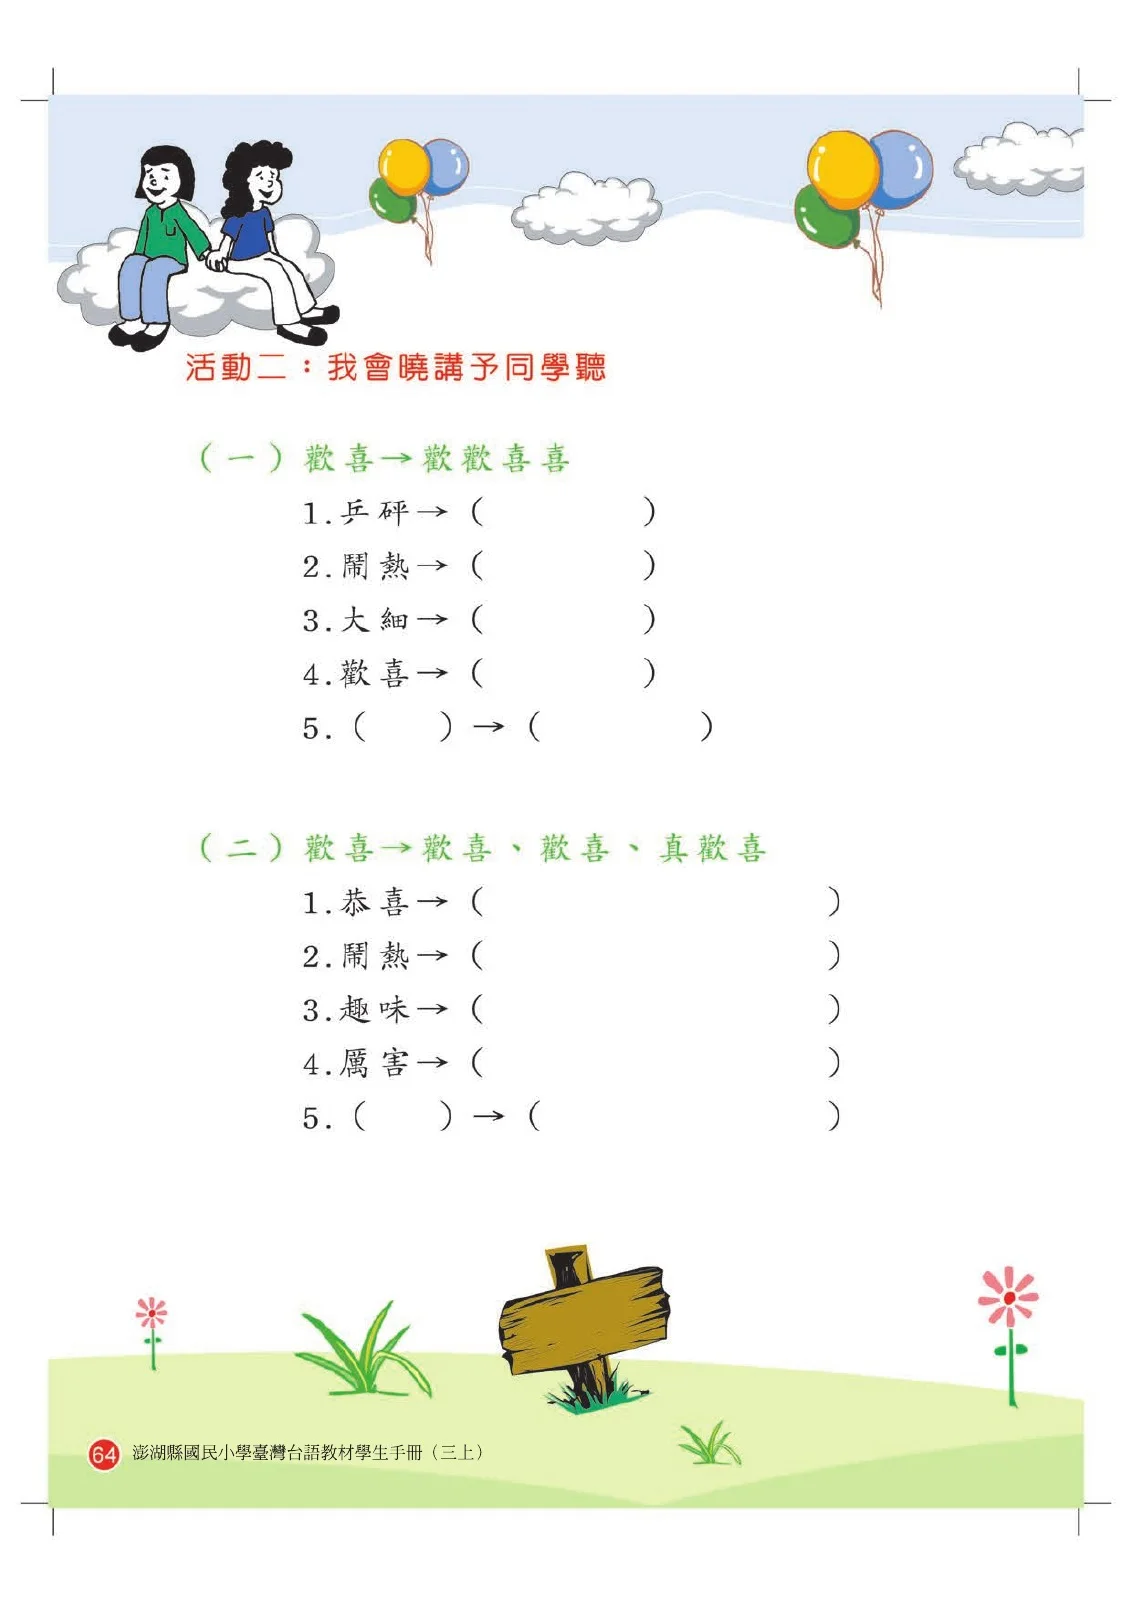 活動二：我會曉講予同學聽
（一）歡喜→歡歡喜喜
1.乒砰→（　　　　）
2.鬧熱→（　　　　）
3.大細→（　　　　）
4.歡喜→（　　　　）
5.（　　）→（　　　　）
（二）歡喜→歡喜、歡喜、真歡喜
1.恭喜→（　　　　　　　　）
2.鬧熱→（　　　　　　　　）
3.趣味→（　　　　　　　　）
4.厲害→（　　　　　　　　）
5.（　　）→（　　　　　　　）
64 澎湖縣國民小學臺灣台語教材學生手冊（三上）